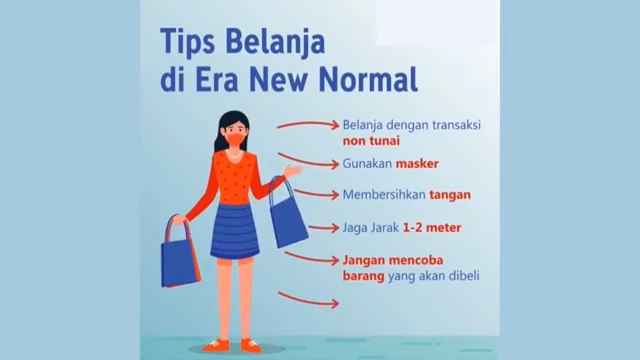 Tips Belanja
di Era New Normal
Belanja dengan transaksi
non tunai
Gunakan masker
Membersihkan tangan
Jaga Jarak 1-2 meter
Jangan mencoba
barang yang akan dibeli